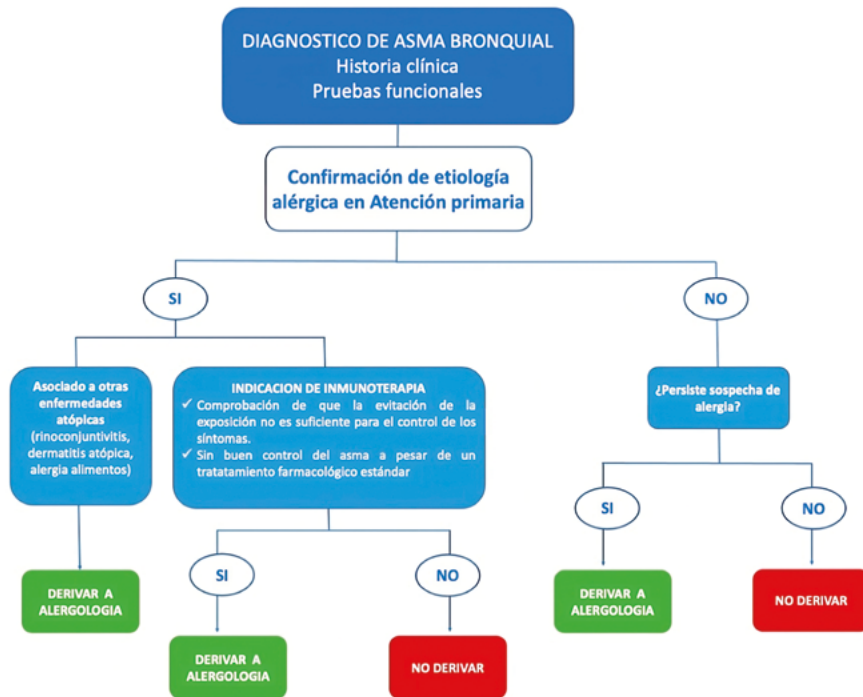 DIAGNOSTICO DE ASMA BRONQUIAL
Historia clínica
Pruebas funcionales
Confirmación de etiología
alérgica en Atención primaria
SI
NO
Asociado a otras
enfermedades
atópicas
(rinoconjuntivitis,
dermatitis atópica,
alergia alimentos)
INDICACION DE INMUNOTERAPIA
✓ Comprobación de que la evitación de la
exposición no es suficiente para el control de los
síntomas.
✓ Sin buen control del asma a pesar de un
tratatamiento farmacológico estándar
¿Persiste sospecha de
alergia?
SI
NO
SI
NO
DERIVAR A
ALERGOLOGIA
DERIVAR A
ALERGOLOGIA
NO DERIVAR
DERIVAR A
ALERGOLOGIA
NO DERIVAR